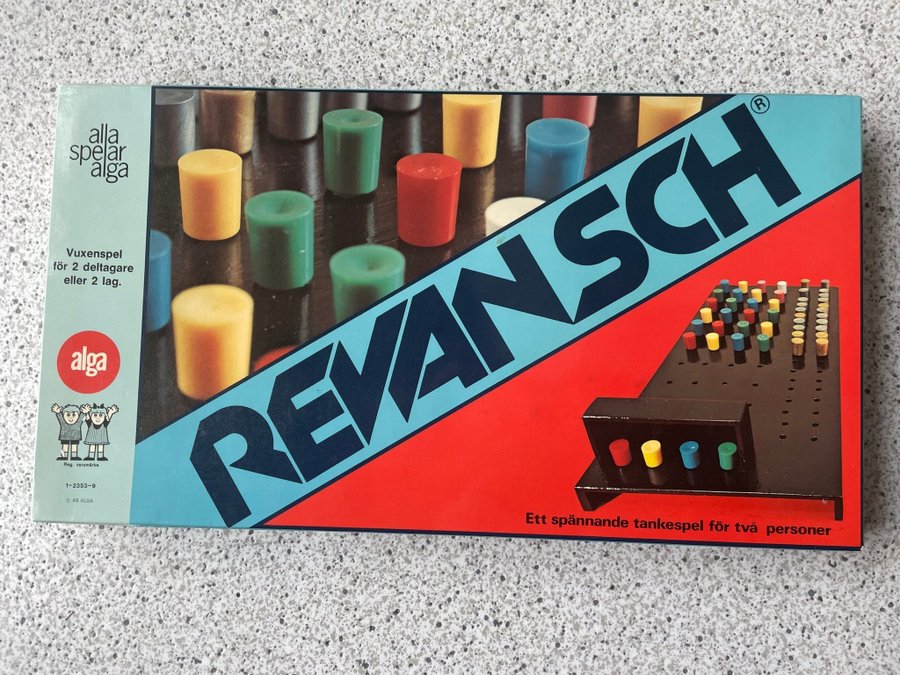 alla
spelar
alga
Vuxenspel
för 2 deltagare
eller 2 lag.
alga
Reg. varumärke
1-2353-9
© AB ALGA
REVANSCH®
Ett spännande tankespel för två personer